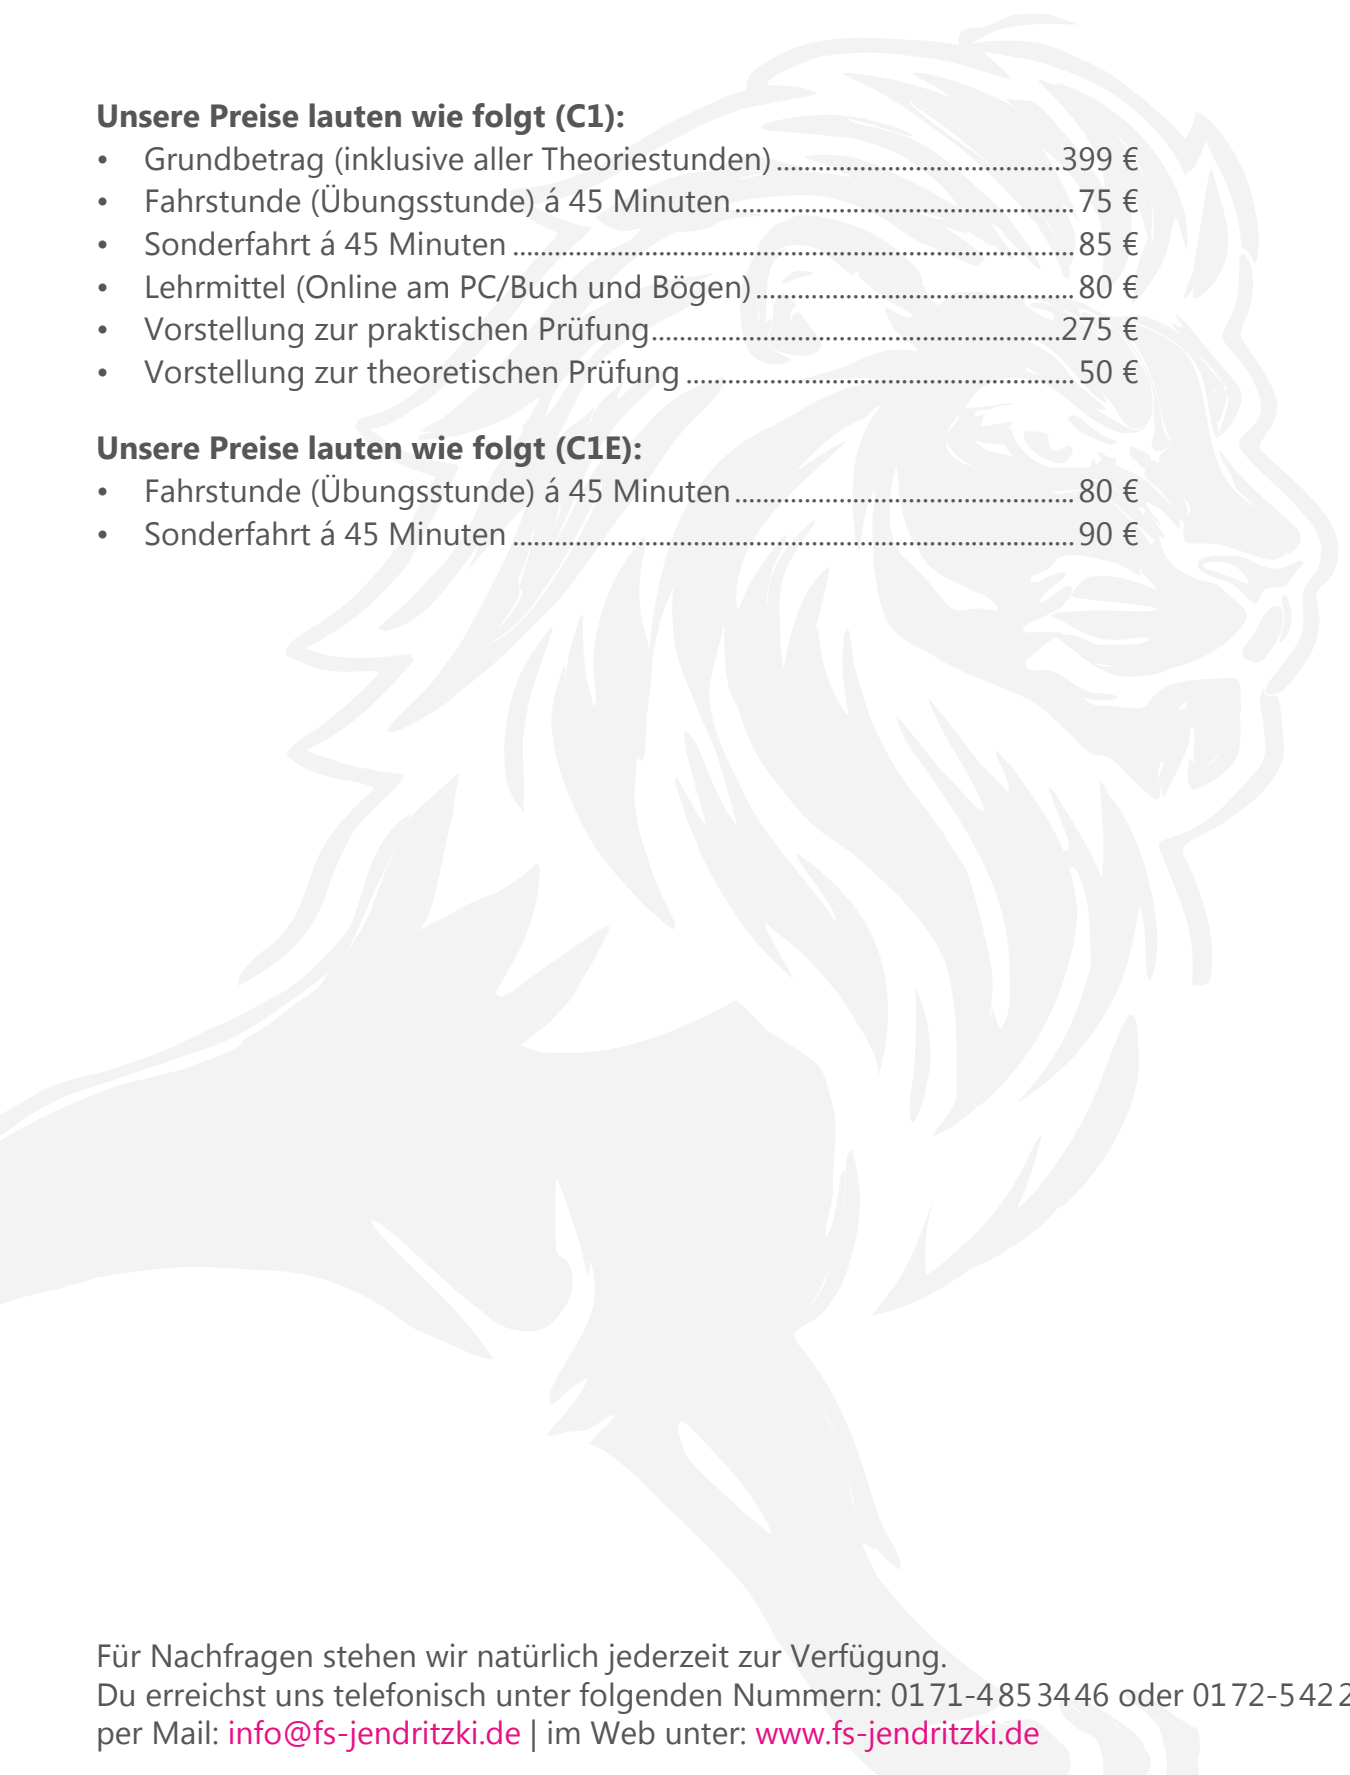 Unsere Preise lauten wie folgt (C1):
• Grundbetrag (inklusive aller Theoriestunden) ......................................... 399 €
• Fahrstunde (Übungsstunde) á 45 Minuten ................................................. 75 €
• Sonderfahrt á 45 Minuten ................................................................................. 85 €
• Lehrmittel (Online am PC/Buch und Bögen) .............................................. 80 €
• Vorstellung zur praktischen Prüfung........................................................... 275 €
• Vorstellung zur theoretischen Prüfung ........................................................ 50 €
Unsere Preise lauten wie folgt (C1E):
• Fahrstunde (Übungsstunde) á 45 Minuten ................................................. 80 €
• Sonderfahrt á 45 Minuten ................................................................................. 90 €
Für Nachfragen stehen wir natürlich jederzeit zur Verfügung.
Du erreichst uns telefonisch unter folgenden Nummern: 0171-4853446 oder 0172-5422
per Mail: info@fs-jendritzki.de | im Web unter: www.fs-jendritzki.de